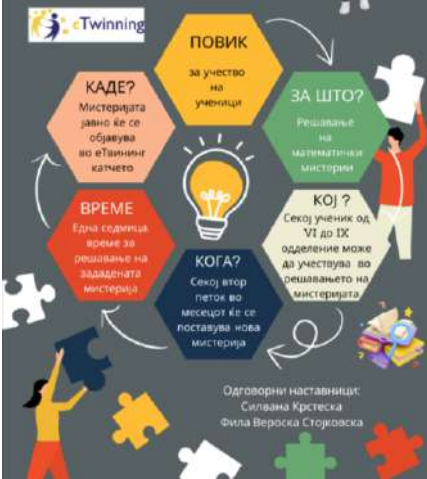 eTwinning
ПОВИК
за учество
на
ученици
ЗА ШТО?
Решавање
на
математички
мистерии
КОЈ ?
Секој ученик од
VI до IX
одделение може
да учествува во
решавањето на
мистеријата
КОГА?
Секој втор
петок во
месецот ќе се
поставува нова
мистерија
ВРЕМЕ
Една седмица
време за
решавање на
зададената
мистерија
КАДЕ?
Мистеријата
јавно ќе се
објавува
во еТвининг
катчето
Одговорни наставници:
Силвана Крстеска
Фила Вероска Стојковска